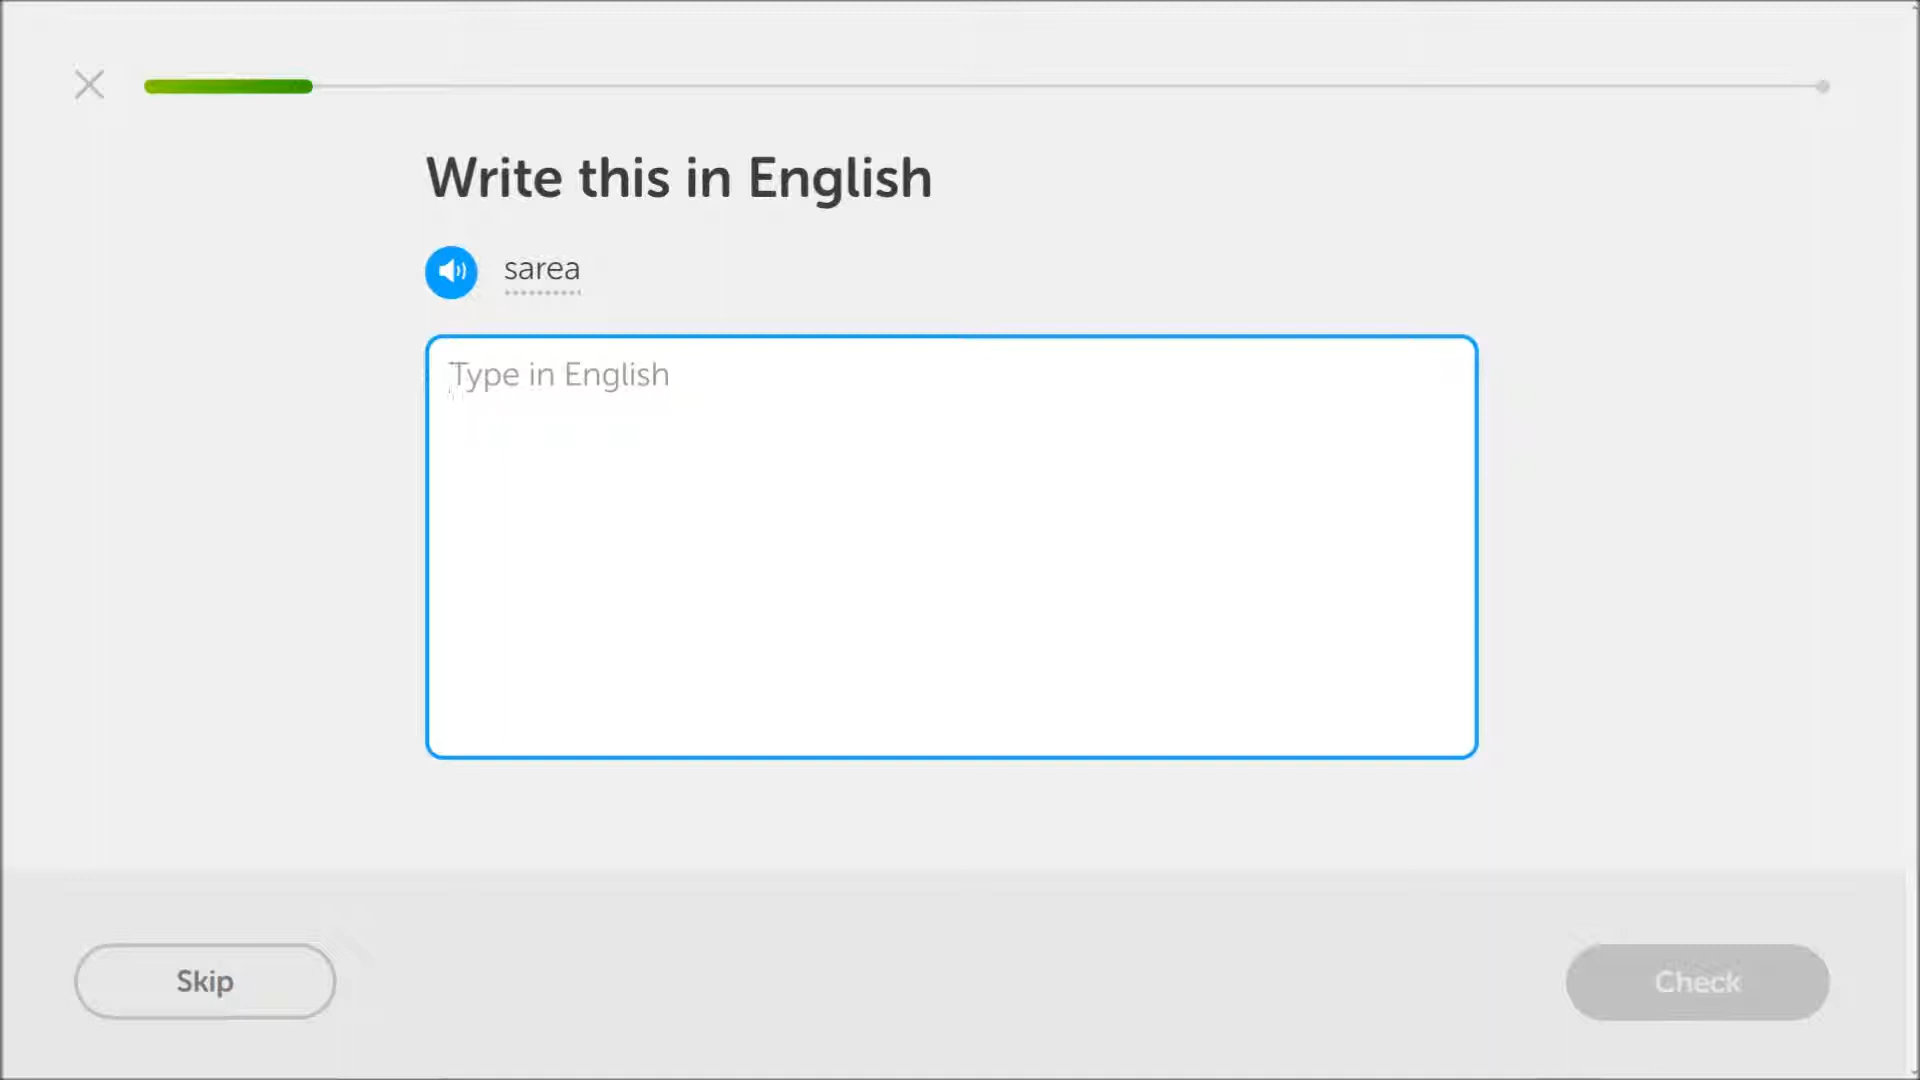 Write this in English
sarea
Type in English
Skip
Check